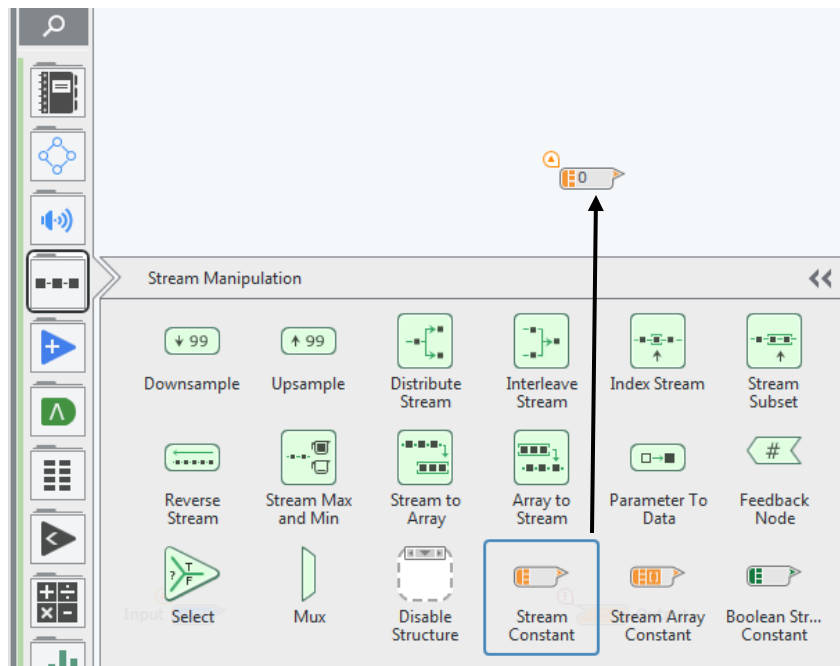 0
Stream Manipulation
99
99
Downsample
Upsample
Distribute
Stream
Interleave
Stream
Index Stream
Stream
Subset
#
Reverse
Stream
Stream Max
and Min
Stream to
Array
Array to
Stream
Parameter To
Data
Feedback
Node
?
T
F
Input
Select
Mux
Disable
Structure
Stream
Constant
Stream Array
Constant
Boolean Str...
Constant